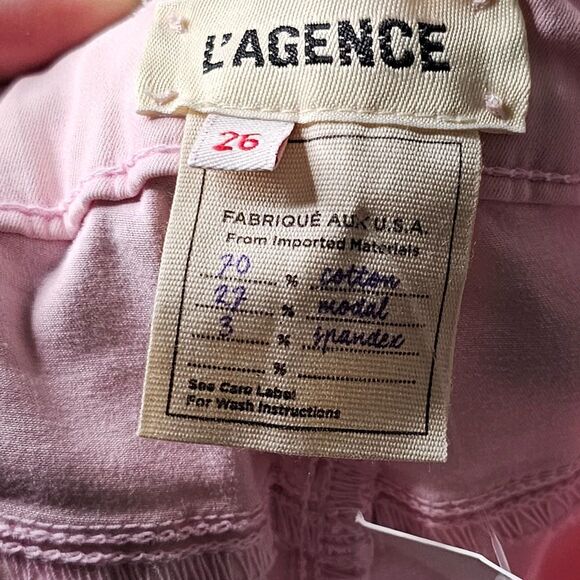 L'AGENCE
26
FABRIQUÉ AUX U.S.A.
From Imported Materials
70 % cotton
27 % modal
3 % spandex
%
See Care Label
For Wash Instructions